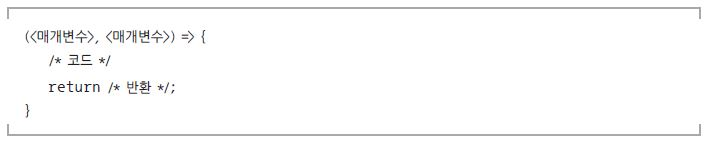 (<매개변수>, <매개변수>) => {
/* 코드 */
return /* 반환 */;
}